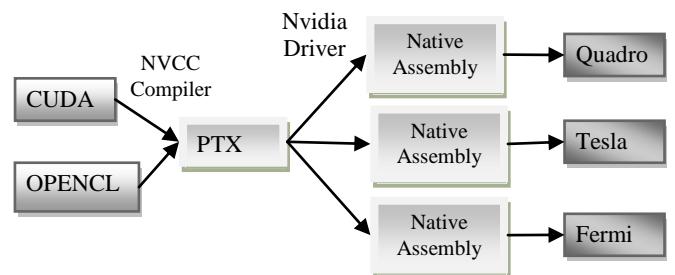 NVCC
Compiler
Nvidia
Driver
CUDA
OPENCL
PTX
Native
Assembly
Quadro
Native
Assembly
Tesla
Native
Assembly
Fermi